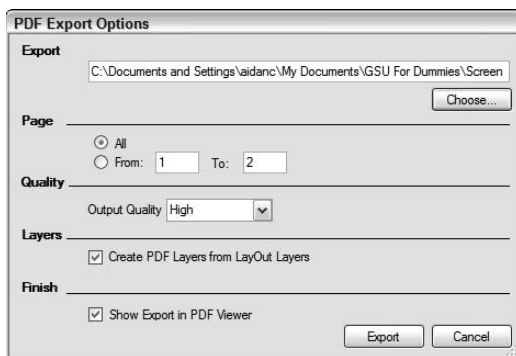 PDF Export Options
Export
C:\Documents and Settings\aidanc\My Documents\GSU For Dummies\Screen
Choose...
Page
All
From: 1 To: 2
Quality
Output Quality High
Layers
Create PDF Layers from LayOut Layers
Finish
Show Export in PDF Viewer
Export Cancel